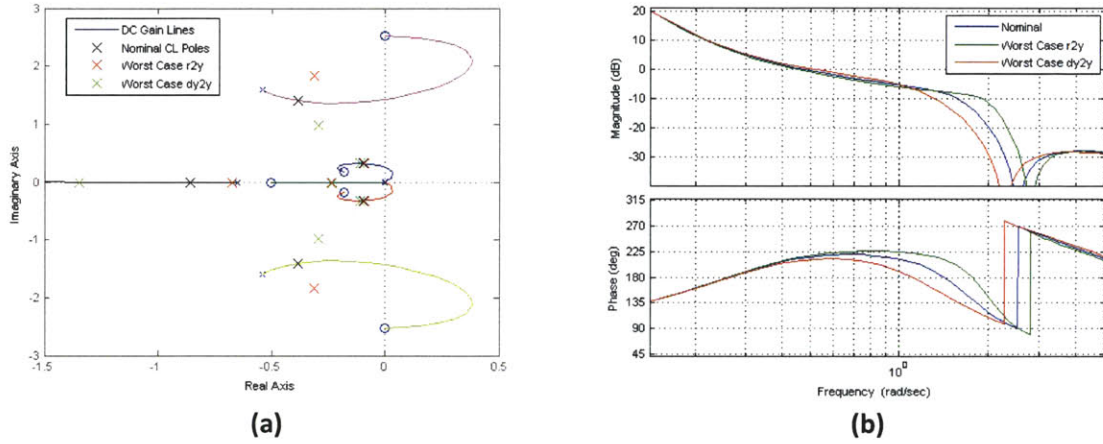 DC Gain Lines
Nominal CL Poles
Worst Case r2y
Worst Case dy2y
Imaginary Axis
3
2
1
0
-1
-2
-3
-1.5
-1
-0.5
0
0.5
Real Axis
(a)
Nominal
Worst Case r2y
Worst Case dy2y
Magnitude (dB)
20
10
0
-10
-20
-30
Phase (deg)
315
270
225
180
135
90
45
10⁰
Frequency (rad/sec)
(b)